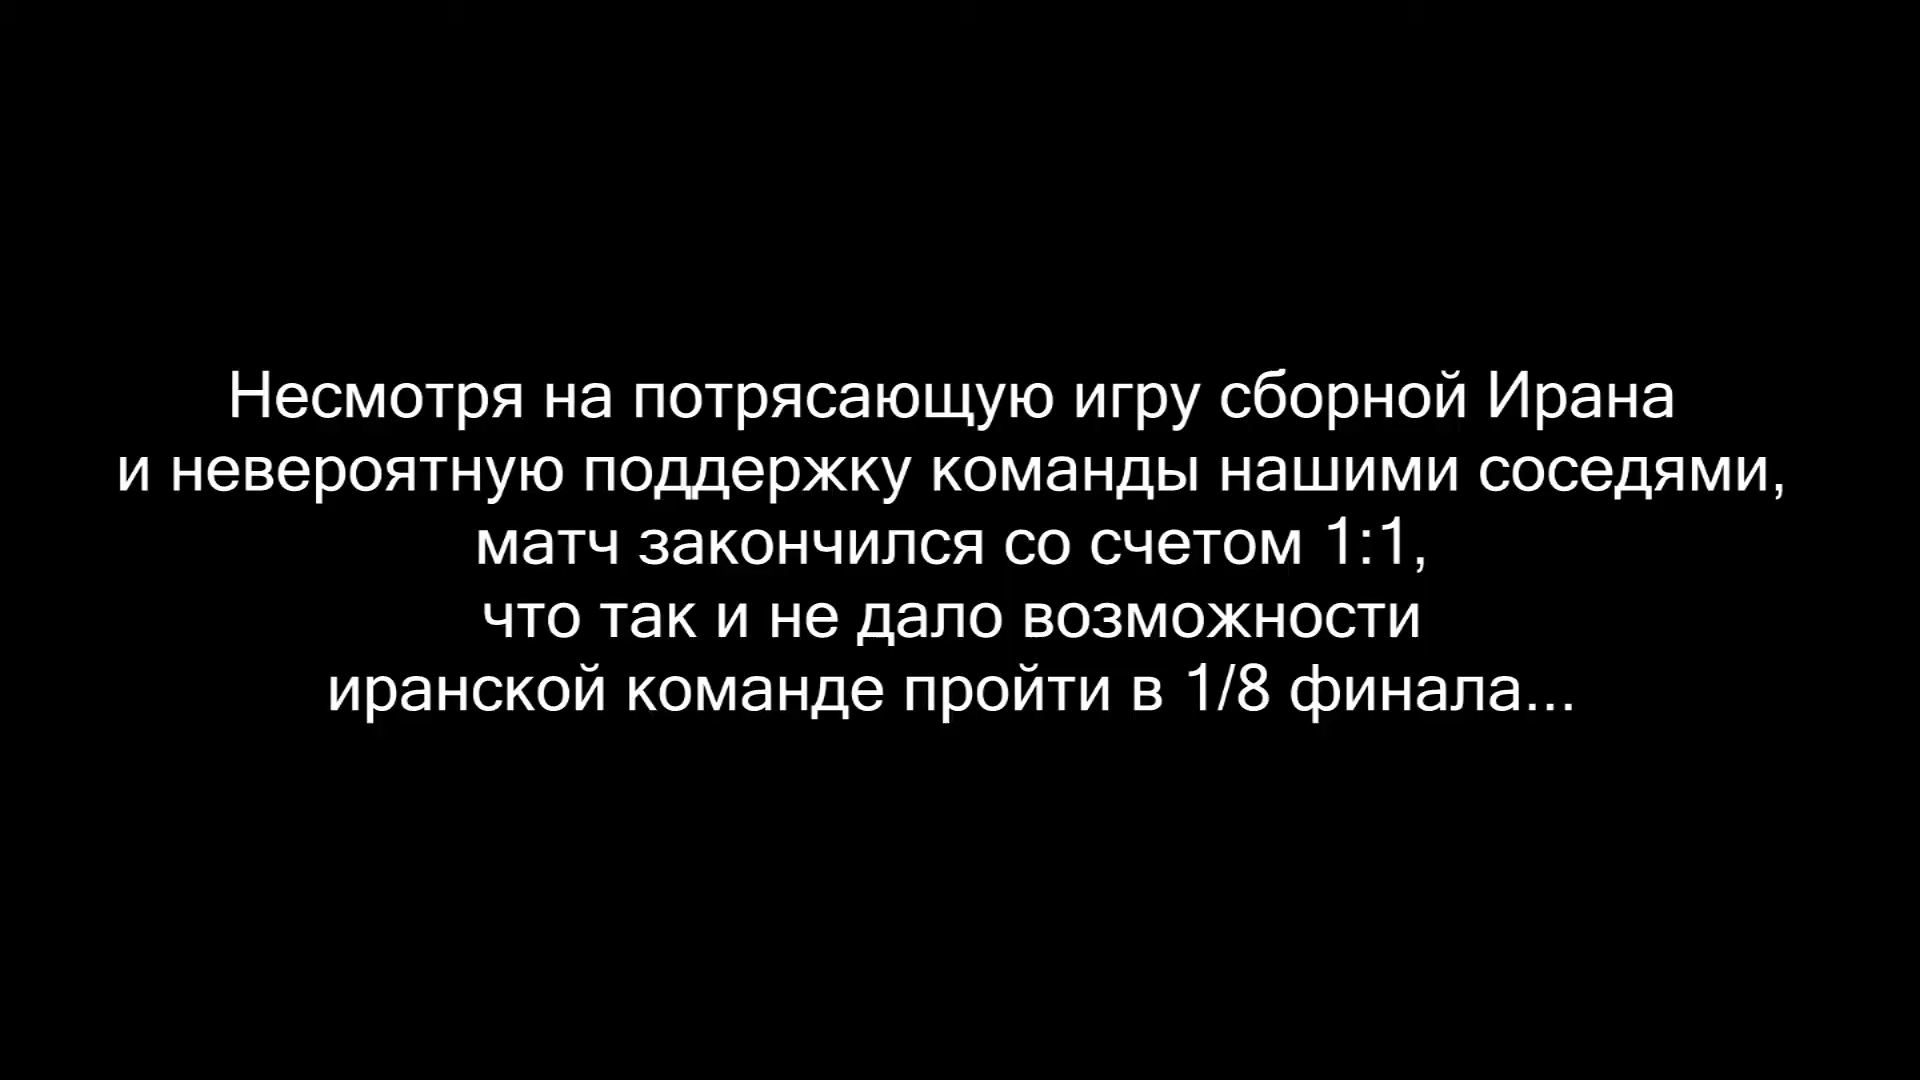 Несмотря на потрясающую игру сборной Ирана
и невероятную поддержку команды нашими соседями,
матч закончился со счетом 1:1,
что так и не дало возможности
иранской команде пройти в 1/8 финала...